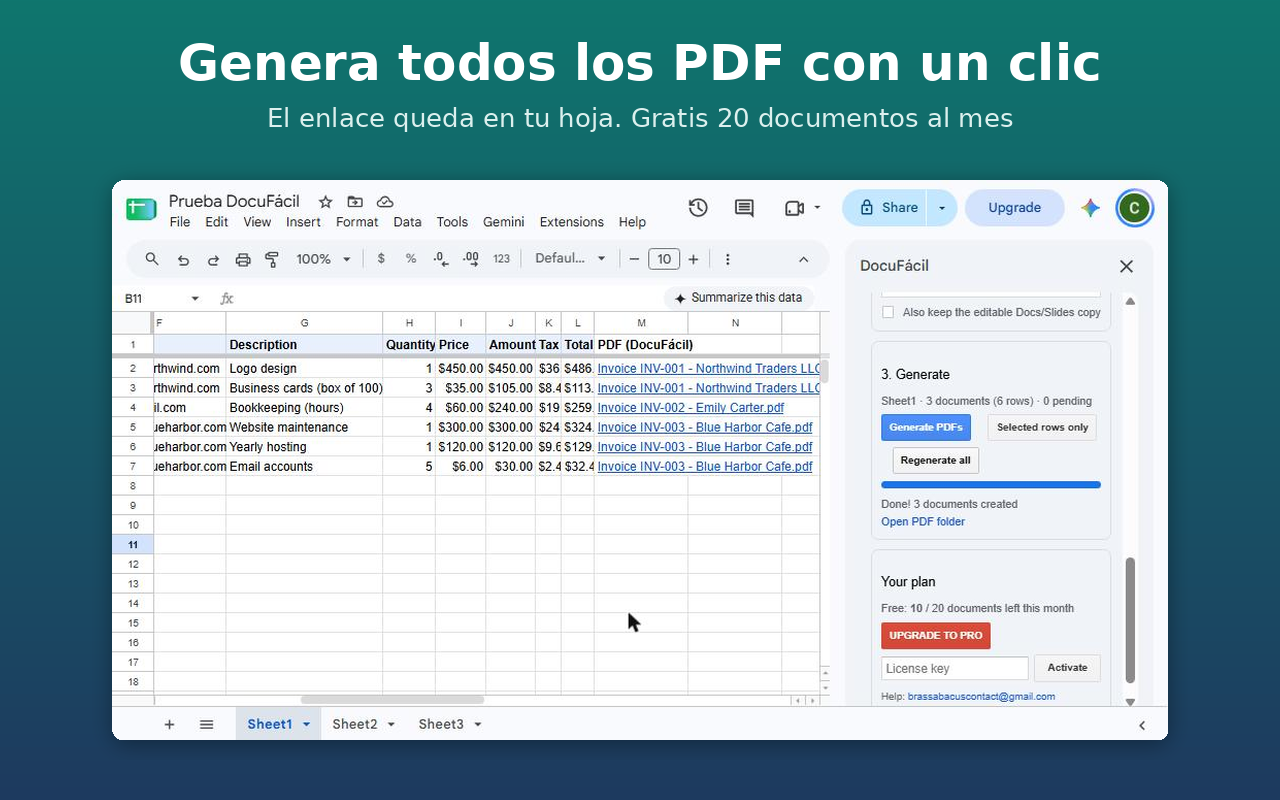 Genera todos los PDF con un clic
El enlace queda en tu hoja. Gratis 20 documentos al mes
Prueba DocuFácil
File Edit View Insert Format Data Tools Gemini Extensions Help
Share
Upgrade
C
100% $ % .0 .00 123 Defaul... 10
B11 fx
Summarize this data
DocuFácil
F G H I J K L M N
1 Description Quantity Price Amount Tax Total PDF (DocuFácil)
2 rthwind.com Logo design 1 $450.00 $450.00 $36 $486. Invoice INV-001 - Northwind Traders LLC
3 rthwind.com Business cards (box of 100) 3 $35.00 $105.00 $8.4 $113. Invoice INV-001 - Northwind Traders LLC
4 il.com Bookkeeping (hours) 4 $60.00 $240.00 $19 $259. Invoice INV-002 - Emily Carter.pdf
5 ueharbor.com Website maintenance 1 $300.00 $300.00 $24 $324. Invoice INV-003 - Blue Harbor Cafe.pdf
6 ueharbor.com Yearly hosting 1 $120.00 $120.00 $9.6 $129. Invoice INV-003 - Blue Harbor Cafe.pdf
7 ueharbor.com Email accounts 5 $6.00 $30.00 $2.4 $32.4 Invoice INV-003 - Blue Harbor Cafe.pdf
8
9
10
11
12
13
14
15
16
17
18
Also keep the editable Docs/Slides copy
3. Generate
Sheet1 · 3 documents (6 rows) · 0 pending
Generate PDFs
Selected rows only
Regenerate all
Done! 3 documents created
Open PDF folder
Your plan
Free: 10 / 20 documents left this month
UPGRADE TO PRO
License key
Activate
Help: brassabacuscontact@gmail.com
Sheet1 Sheet2 Sheet3